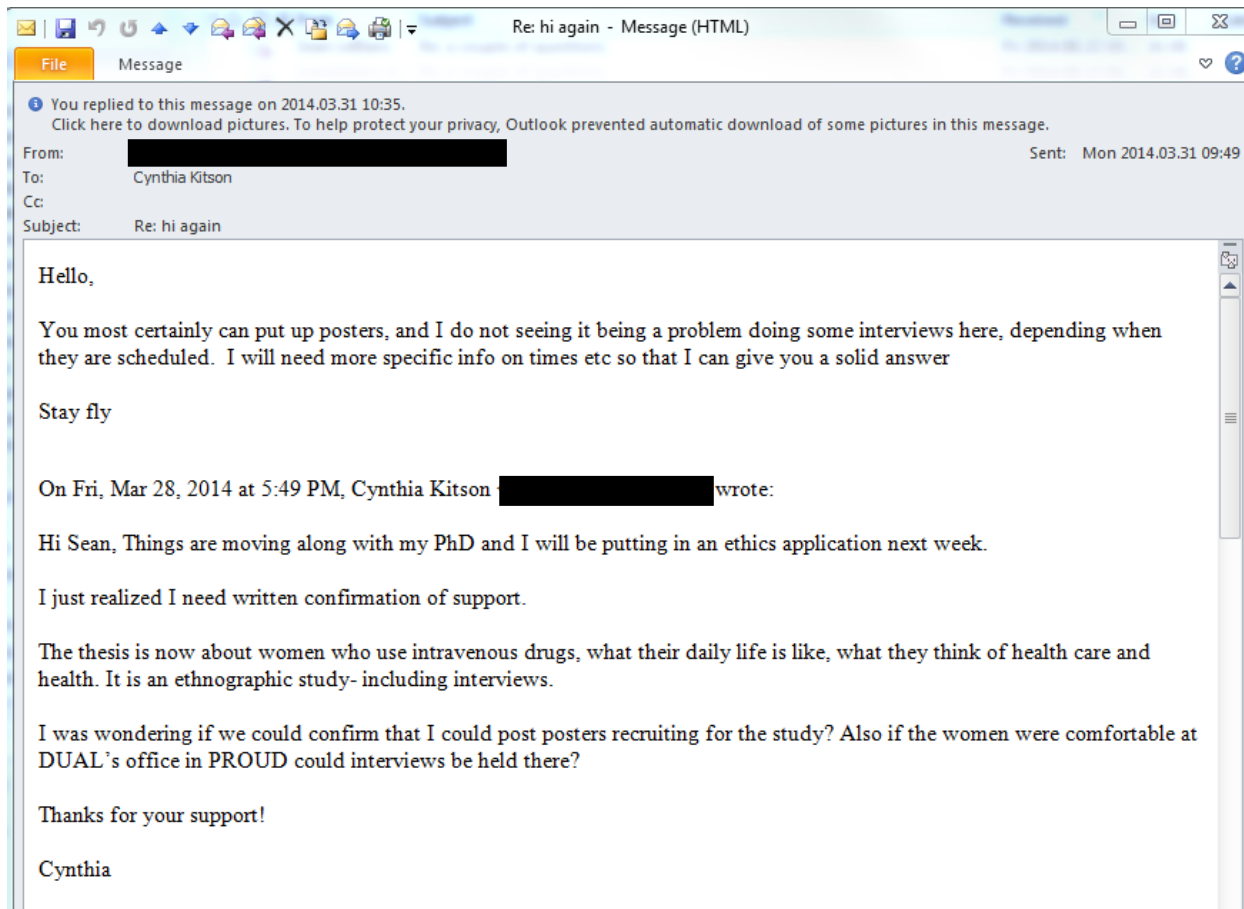 Re: hi again - Message (HTML)
File Message
You replied to this message on 2014.03.31 10:35.
Click here to download pictures. To help protect your privacy, Outlook prevented automatic download of some pictures in this message.
From: Sent: Mon 2014.03.31 09:49
To: Cynthia Kitson
Cc:
Subject: Re: hi again
Hello,
You most certainly can put up posters, and I do not seeing it being a problem doing some interviews here, depending when
they are scheduled.  I will need more specific info on times etc so that I can give you a solid answer
Stay fly
On Fri, Mar 28, 2014 at 5:49 PM, Cynthia Kitson wrote:
Hi Sean, Things are moving along with my PhD and I will be putting in an ethics application next week.
I just realized I need written confirmation of support.
The thesis is now about women who use intravenous drugs, what their daily life is like, what they think of health care and
health. It is an ethnographic study- including interviews.
I was wondering if we could confirm that I could post posters recruiting for the study? Also if the women were comfortable at
DUAL's office in PROUD could interviews be held there?
Thanks for your support!
Cynthia